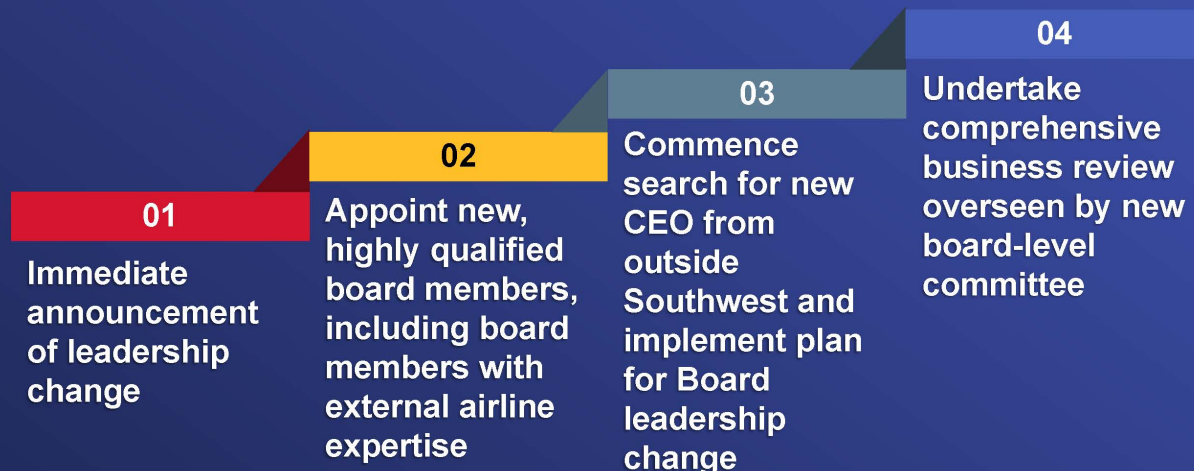 01
Immediate
announcement
of leadership
change
02
Appoint new,
highly qualified
board members,
including board
members with
external airline
expertise
03
Commence
search for new
CEO from
outside
Southwest and
implement plan
for Board
leadership
change
04
Undertake
comprehensive
business review
overseen by new
board-level
committee